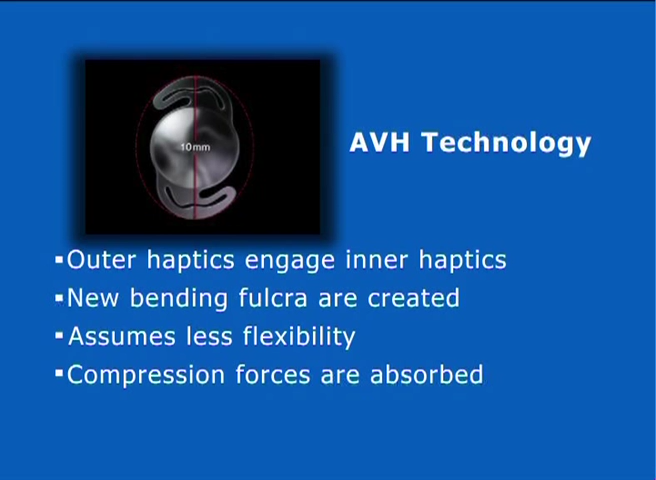 10mm
AVH Technology
▪Outer haptics engage inner haptics
▪New bending fulcra are created
▪Assumes less flexibility
▪Compression forces are absorbed